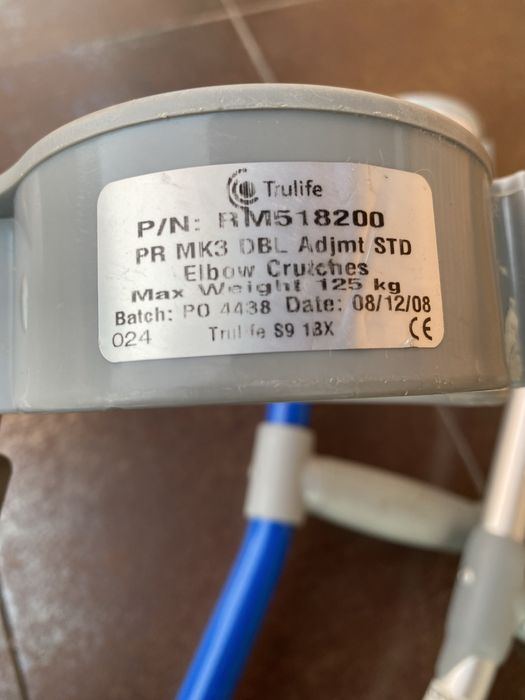 Trulife
P/N: RM518200
PR MK3 DBL Adjmt STD
Elbow Crutches
Max Weight 125 kg
Batch: PO 4438 Date: 08/12/08
024 Trulife S9 1BX CE